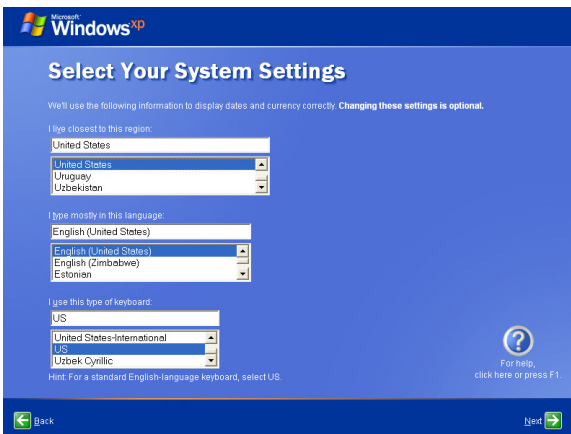 Microsoft
Windows xp
Select Your System Settings
We'll use the following information to display dates and currency correctly. Changing these settings is optional.
I live closest to this region:
United States
United States
Uruguay
Uzbekistan
I type mostly in this language:
English (United States)
English (United States)
English (Zimbabwe)
Estonian
I use this type of keyboard:
US
United States-International
US
Uzbek Cyrillic
Hint: For a standard English-language keyboard, select US.
?
For help,
click here or press F1.
Back
Next